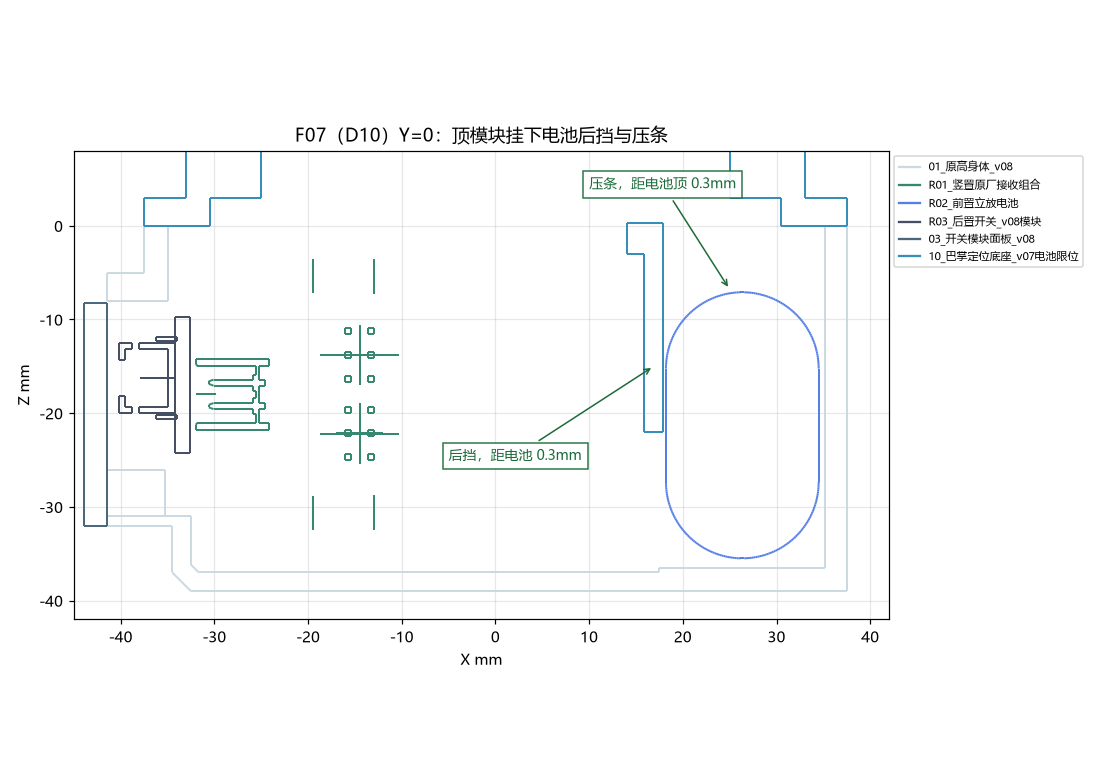 F07（D10）Y=0：顶模块挂下电池后挡与压条
01_原高身体_v08
R01_竖置原厂接收组合
R02_前置立放电池
R03_后置开关_v08模块
03_开关模块面板_v08
10_巴掌定位底座_v07电池限位
压条，距电池顶 0.3mm
后挡，距电池 0.3mm
0
-10
-20
-30
-40
Z mm
-40
-30
-20
-10
0
10
20
30
40
X mm